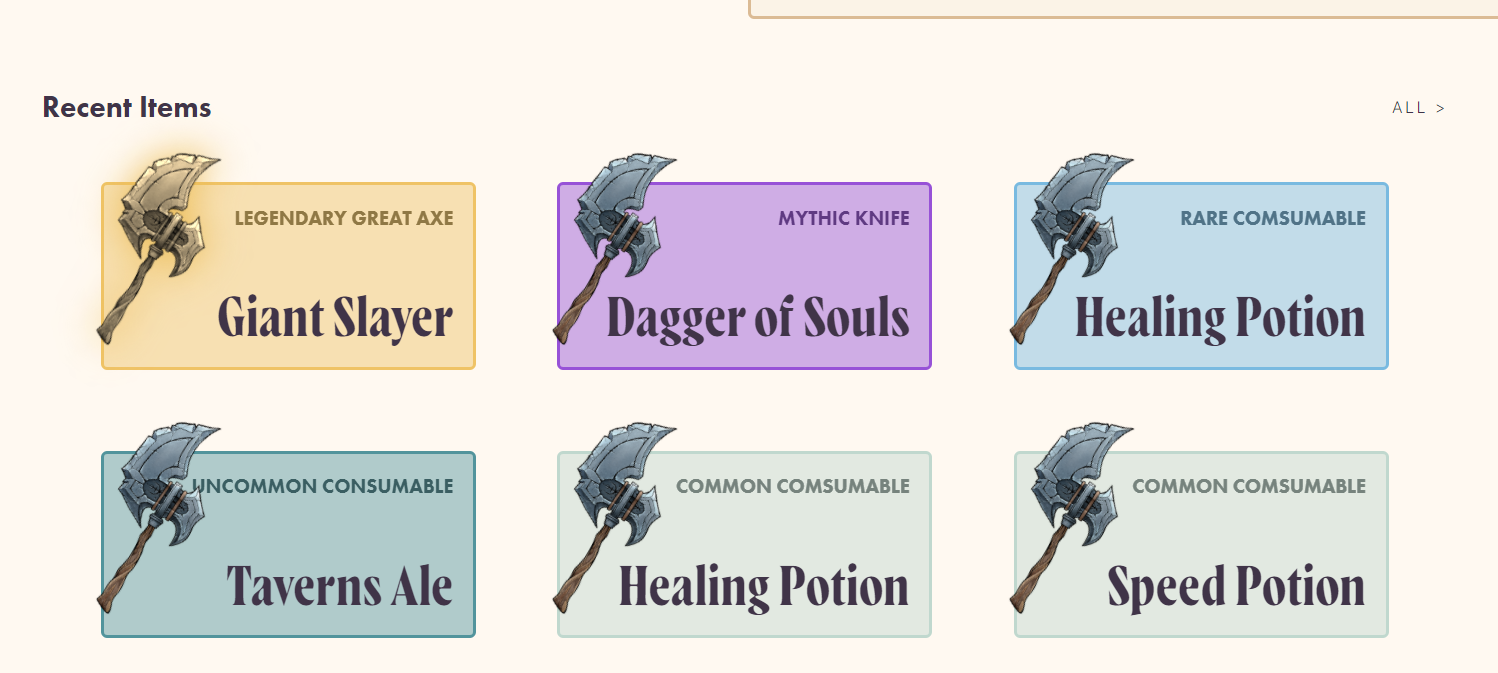 Recent Items
ALL >
LEGENDARY GREAT AXE
Giant Slayer
MYTHIC KNIFE
Dagger of Souls
RARE COMSUMABLE
Healing Potion
UNCOMMON CONSUMABLE
Taverns Ale
COMMON COMSUMABLE
Healing Potion
COMMON COMSUMABLE
Speed Potion